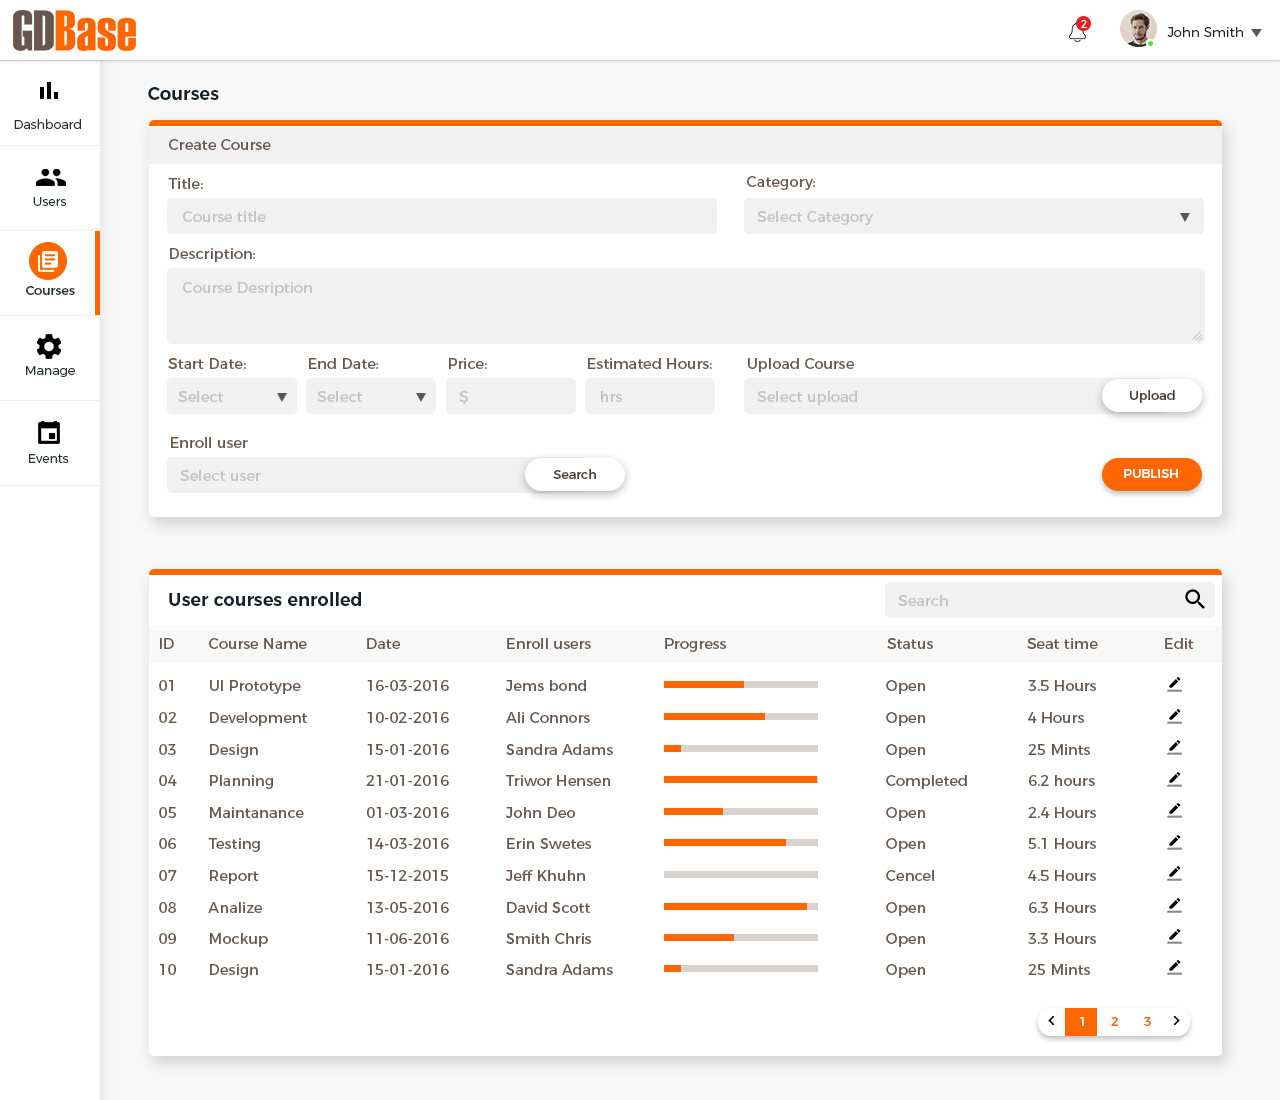 GDBase
2
John Smith
Dashboard
Users
Courses
Manage
Events
Courses
Create Course
Title:
Category:
Course title
Select Category
Description:
Course Desription
Start Date:
End Date:
Price:
Estimated Hours:
Upload Course
Select
Select
$
hrs
Select upload
Upload
Enroll user
Select user
Search
PUBLISH
User courses enrolled
Search
ID Course Name Date Enroll users Progress Status Seat time Edit
01 UI Prototype 16-03-2016 Jems bond Open 3.5 Hours
02 Development 10-02-2016 Ali Connors Open 4 Hours
03 Design 15-01-2016 Sandra Adams Open 25 Mints
04 Planning 21-01-2016 Triwor Hensen Completed 6.2 hours
05 Maintanance 01-03-2016 John Deo Open 2.4 Hours
06 Testing 14-03-2016 Erin Swetes Open 5.1 Hours
07 Report 15-12-2015 Jeff Khuhn Cencel 4.5 Hours
08 Analize 13-05-2016 David Scott Open 6.3 Hours
09 Mockup 11-06-2016 Smith Chris Open 3.3 Hours
10 Design 15-01-2016 Sandra Adams Open 25 Mints
1 2 3